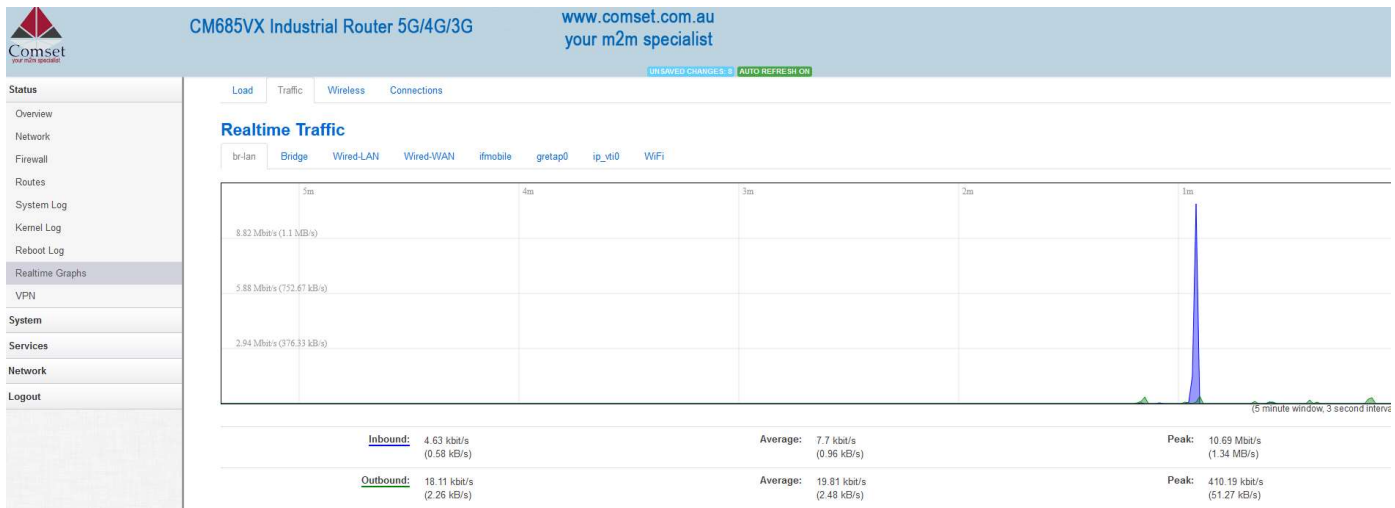 Comset
your m2m specialist
CM685VX Industrial Router 5G/4G/3G
www.comset.com.au
your m2m specialist
UNSAVED CHANGES: 8 AUTO REFRESH ON
Status
Overview
Network
Firewall
Routes
System Log
Kernel Log
Reboot Log
Realtime Graphs
VPN
System
Services
Network
Logout
Load Traffic Wireless Connections
Realtime Traffic
br-lan Bridge Wired-LAN Wired-WAN ifmobile gretap0 ip_vti0 WiFi
5m 4m 3m 2m 1m
8.82 Mbit/s (1.1 MB/s)
5.88 Mbit/s (752.67 kB/s)
2.94 Mbit/s (376.33 kB/s)
(5 minute window, 3 second interva
Inbound: 4.63 kbit/s Average: 7.7 kbit/s Peak: 10.69 Mbit/s
(0.58 kB/s) (0.96 kB/s) (1.34 MB/s)
Outbound: 18.11 kbit/s Average: 19.81 kbit/s Peak: 410.19 kbit/s
(2.26 kB/s) (2.48 kB/s) (51.27 kB/s)